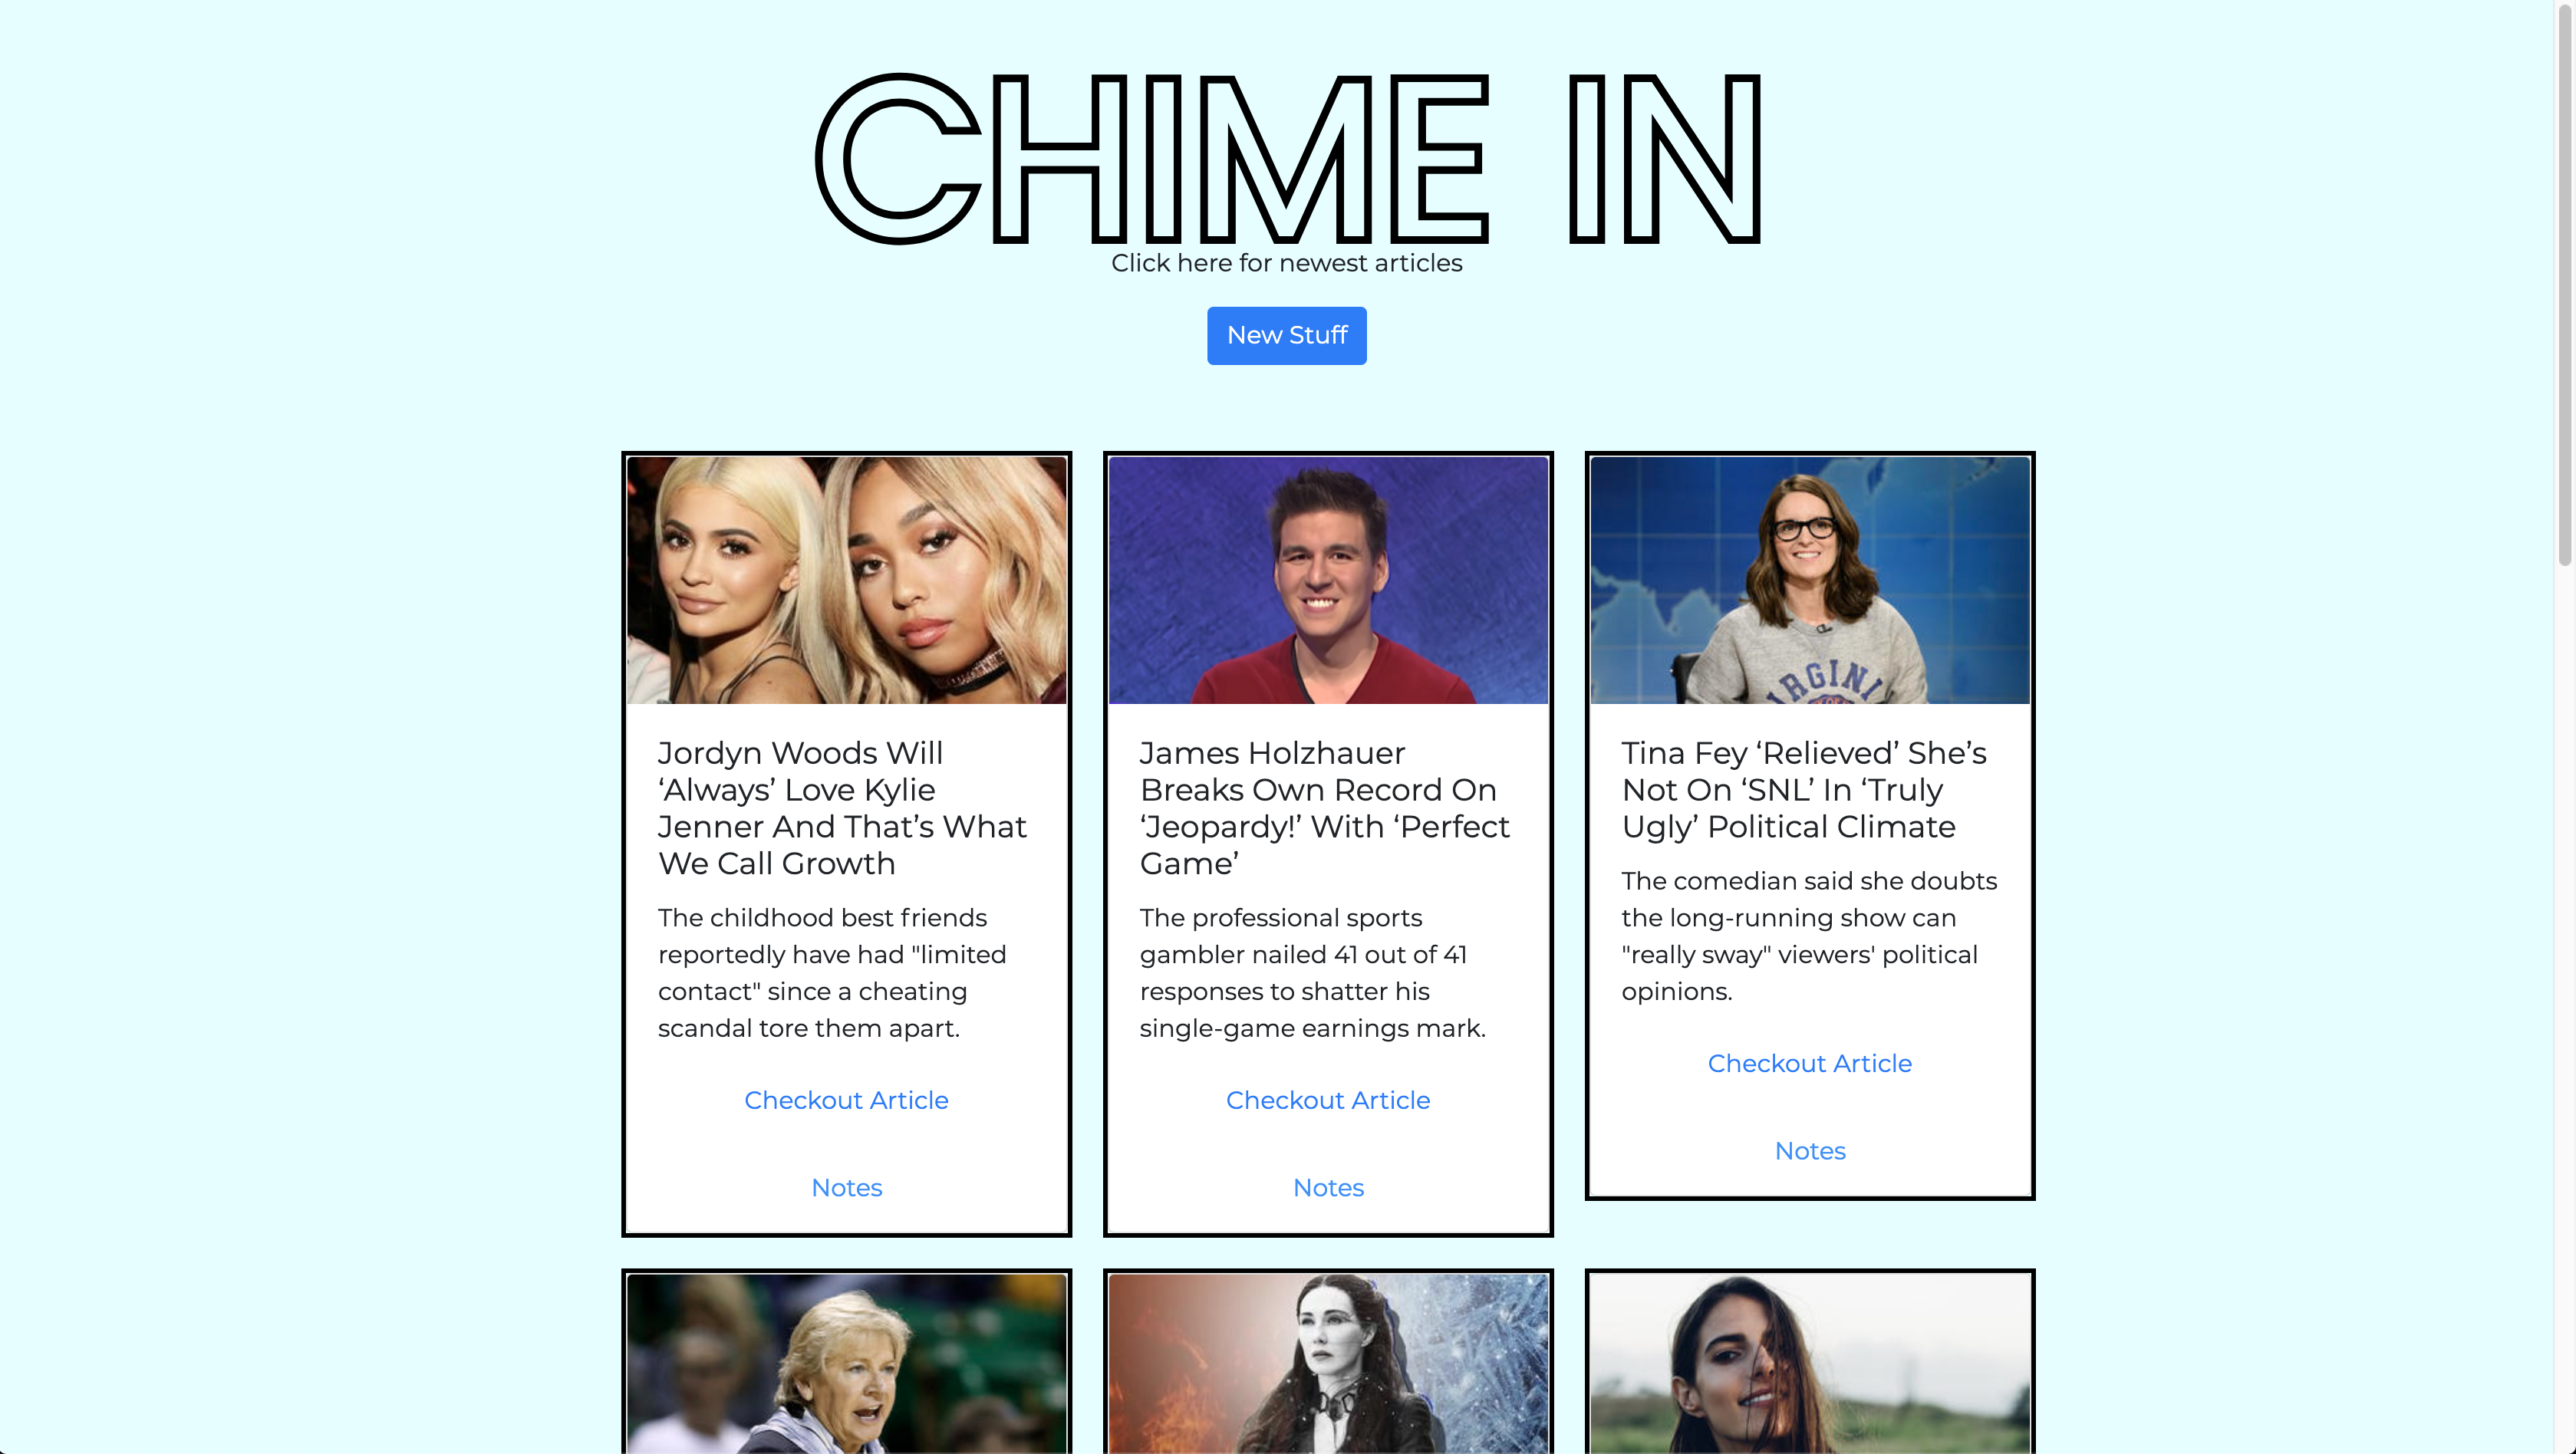 CHIME IN
Click here for newest articles
New Stuff
Jordyn Woods Will
‘Always’ Love Kylie
Jenner And That’s What
We Call Growth
The childhood best friends
reportedly have had "limited
contact" since a cheating
scandal tore them apart.
Checkout Article
Notes
James Holzhauer
Breaks Own Record On
‘Jeopardy!’ With ‘Perfect
Game’
The professional sports
gambler nailed 41 out of 41
responses to shatter his
single-game earnings mark.
Checkout Article
Notes
IRGINI
Tina Fey ‘Relieved’ She’s
Not On ‘SNL’ In ‘Truly
Ugly’ Political Climate
The comedian said she doubts
the long-running show can
"really sway" viewers' political
opinions.
Checkout Article
Notes